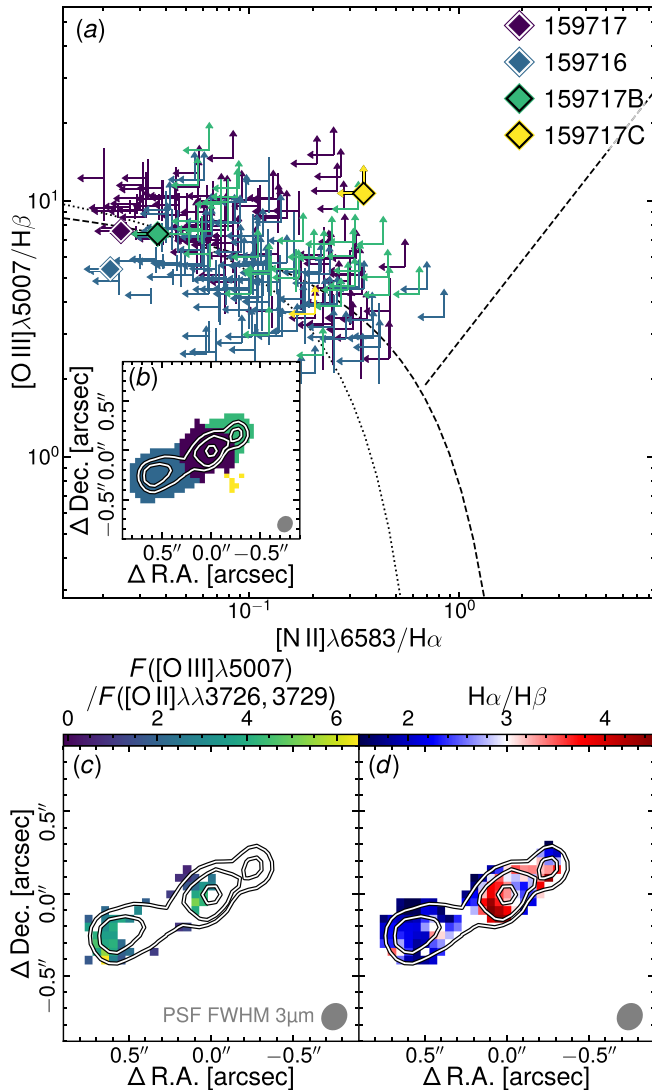 (a)
159717
159716
159717B
159717C
[O III]λ5007/Hβ
10¹
10⁰
(b)
Δ Dec. [arcsec]
0.5″
0.0″
−0.5″
0.5″ 0.0″ −0.5″
Δ R.A. [arcsec]
10⁻¹ 10⁰
[N II]λ6583/Hα
F([O III]λ5007)
/F([O II]λλ3726, 3729)
Hα/Hβ
0 2 4 6
2 3 4
(c)
(d)
Δ Dec. [arcsec]
0.5″
0.0″
−0.5″
PSF FWHM 3μm
0.5″ 0.0″ −0.5″
0.5″ 0.0″ −0.5″
Δ R.A. [arcsec]
Δ R.A. [arcsec]